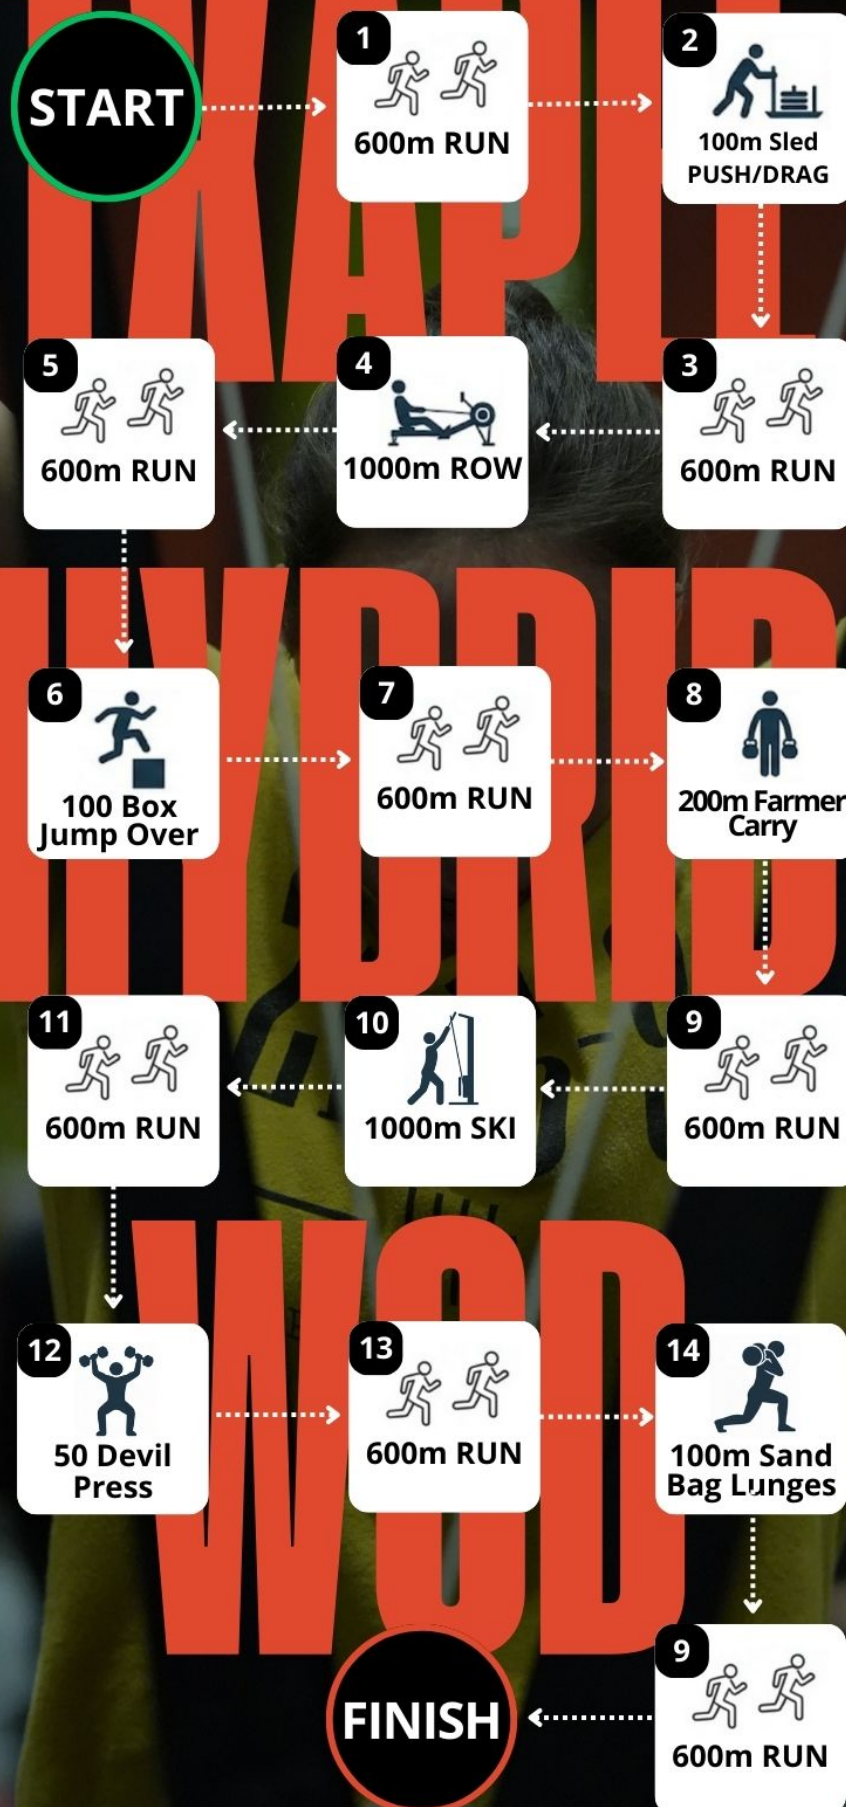 START
1
600m RUN
2
100m Sled
PUSH/DRAG
3
600m RUN
4
1000m ROW
5
600m RUN
HYBRID
6
100 Box
Jump Over
7
600m RUN
8
200m Farmer
Carry
9
600m RUN
10
1000m SKI
11
600m RUN
WOD
12
50 Devil
Press
13
600m RUN
14
100m Sand
Bag Lunges
9
600m RUN
FINISH